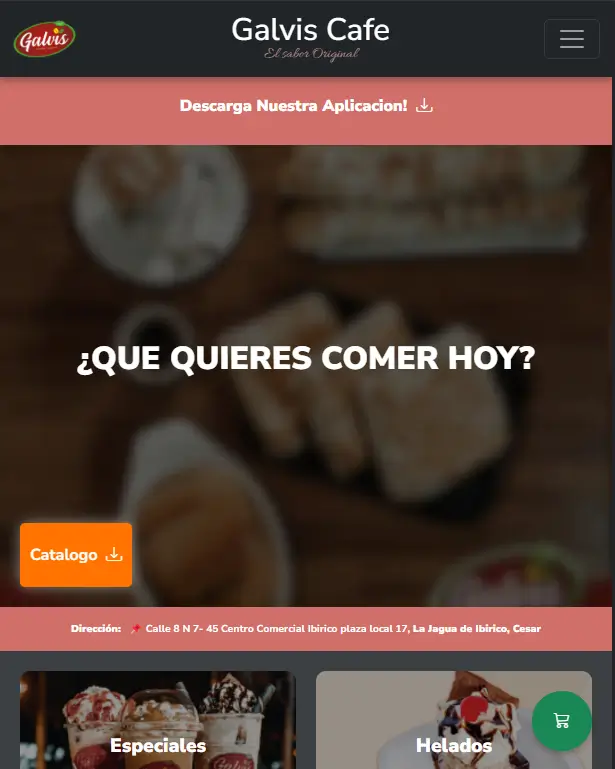 Galvis
Galvis Cafe
El sabor Original
Descarga Nuestra Aplicacion!
¿QUE QUIERES COMER HOY?
Catalogo
Dirección: 📌 Calle 8 N 7- 45 Centro Comercial Ibirico plaza local 17, La Jagua de Ibirico, Cesar
Especiales
Helados
Galvis